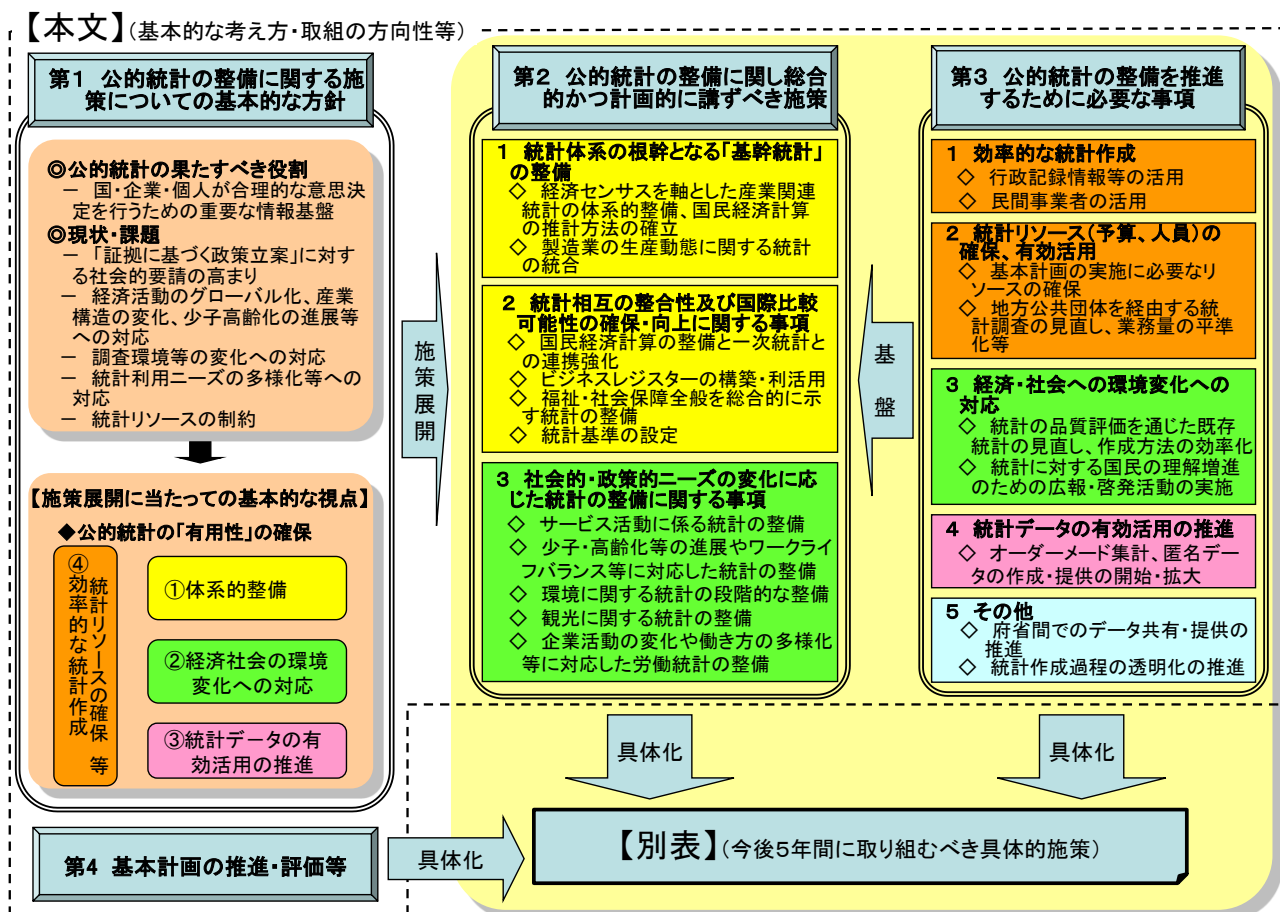 【本文】(基本的な考え方・取組の方向性等)
第1 公的統計の整備に関する施
策についての基本的な方針
◎公的統計の果たすべき役割
－ 国・企業・個人が合理的な意思決
定を行うための重要な情報基盤
◎現状・課題
－ 「証拠に基づく政策立案」に対す
る社会的要請の高まり
－ 経済活動のグローバル化、産業
構造の変化、少子高齢化の進展等
への対応
－ 調査環境等の変化への対応
－ 統計利用ニーズの多様化等への
対応
－ 統計リソースの制約
【施策展開に当たっての基本的な視点】
◆公的統計の「有用性」の確保
④
統計リソースの確保 等
効率的な統計作成
①体系的整備
②経済社会の環境
変化への対応
③統計データの有
効活用の推進
施策展開
第2 公的統計の整備に関し総合
的かつ計画的に講ずべき施策
1 統計体系の根幹となる「基幹統計」
の整備
◇ 経済センサスを軸とした産業関連
統計の体系的整備、国民経済計算
の推計方法の確立
◇ 製造業の生産動態に関する統計
の統合
2 統計相互の整合性及び国際比較
可能性の確保・向上に関する事項
◇ 国民経済計算の整備と一次統計と
の連携強化
◇ ビジネスレジスターの構築・利活用
◇ 福祉・社会保障全般を総合的に示
す統計の整備
◇ 統計基準の設定
3 社会的・政策的ニーズの変化に応
じた統計の整備に関する事項
◇ サービス活動に係る統計の整備
◇ 少子・高齢化等の進展やワークライ
フバランス等に対応した統計の整備
◇ 環境に関する統計の段階的な整備
◇ 観光に関する統計の整備
◇ 企業活動の変化や働き方の多様化
等に対応した労働統計の整備
基盤
第3 公的統計の整備を推進
するために必要な事項
1 効率的な統計作成
◇ 行政記録情報等の活用
◇ 民間事業者の活用
2 統計リソース(予算、人員)の
確保、有効活用
◇ 基本計画の実施に必要なリ
ソースの確保
◇ 地方公共団体を経由する統
計調査の見直し、業務量の平準
化等
3 経済・社会への環境変化への
対応
◇ 統計の品質評価を通じた既存
統計の見直し、作成方法の効率化
◇ 統計に対する国民の理解増進
のための広報・啓発活動の実施
4 統計データの有効活用の推進
◇ オーダーメード集計、匿名デー
タの作成・提供の開始・拡大
5 その他
◇ 府省間でのデータ共有・提供の
推進
◇ 統計作成過程の透明化の推進
具体化
具体化
第4 基本計画の推進・評価等
具体化
【別表】(今後5年間に取り組むべき具体的施策)